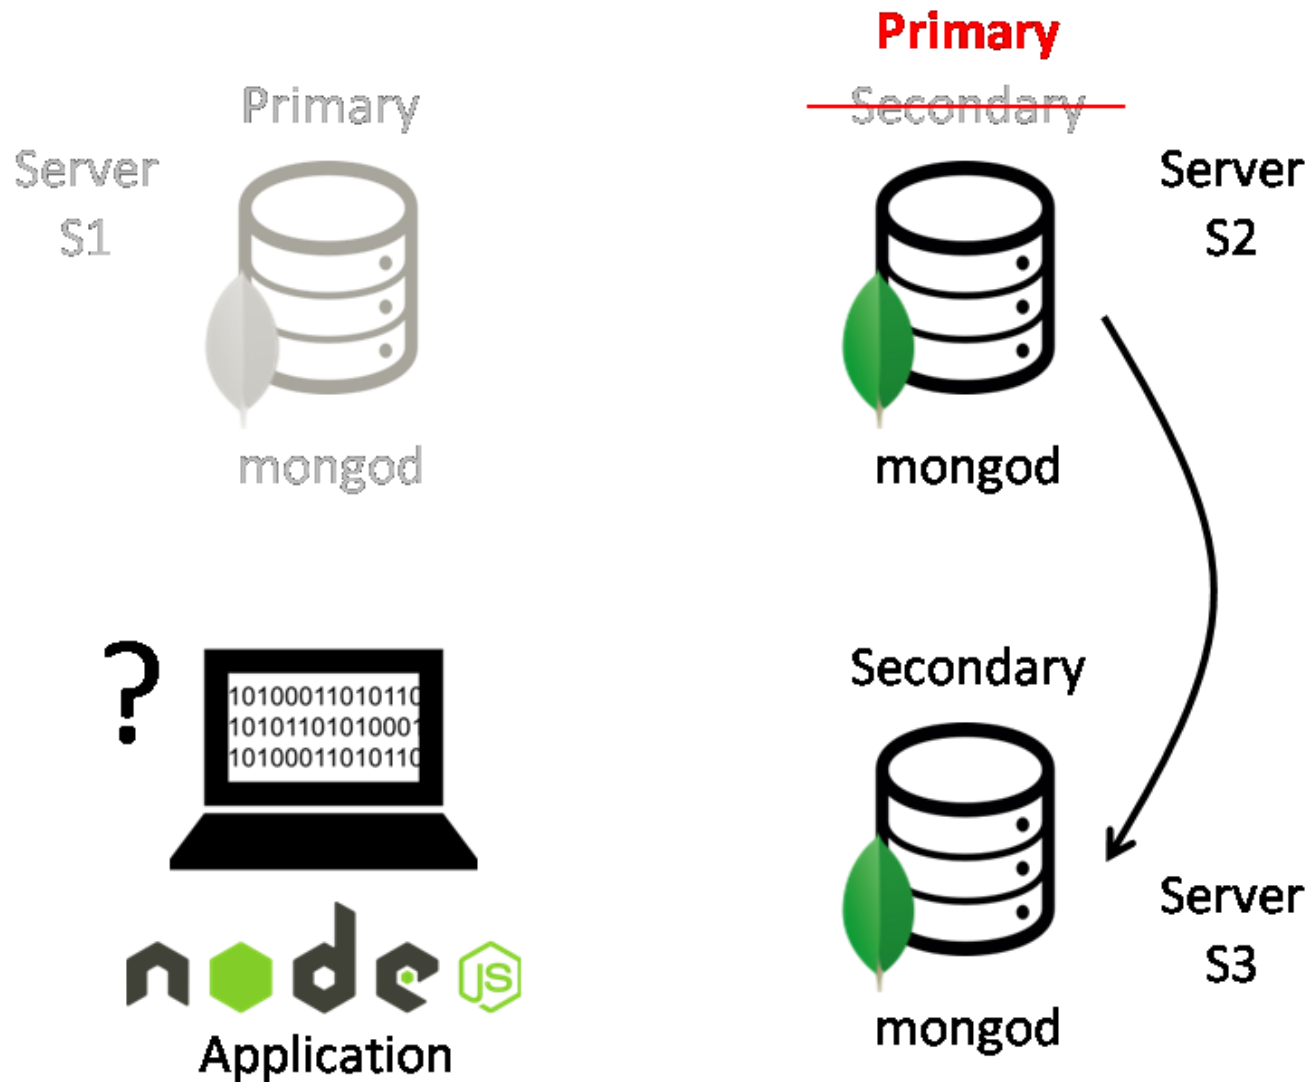 Primary
Primary
Secondary
Server
S1
Server
S2
mongod
mongod
?
Secondary
10100011010110
10101101010001
10100011010110
Server
S3
node
JS
mongod
Application